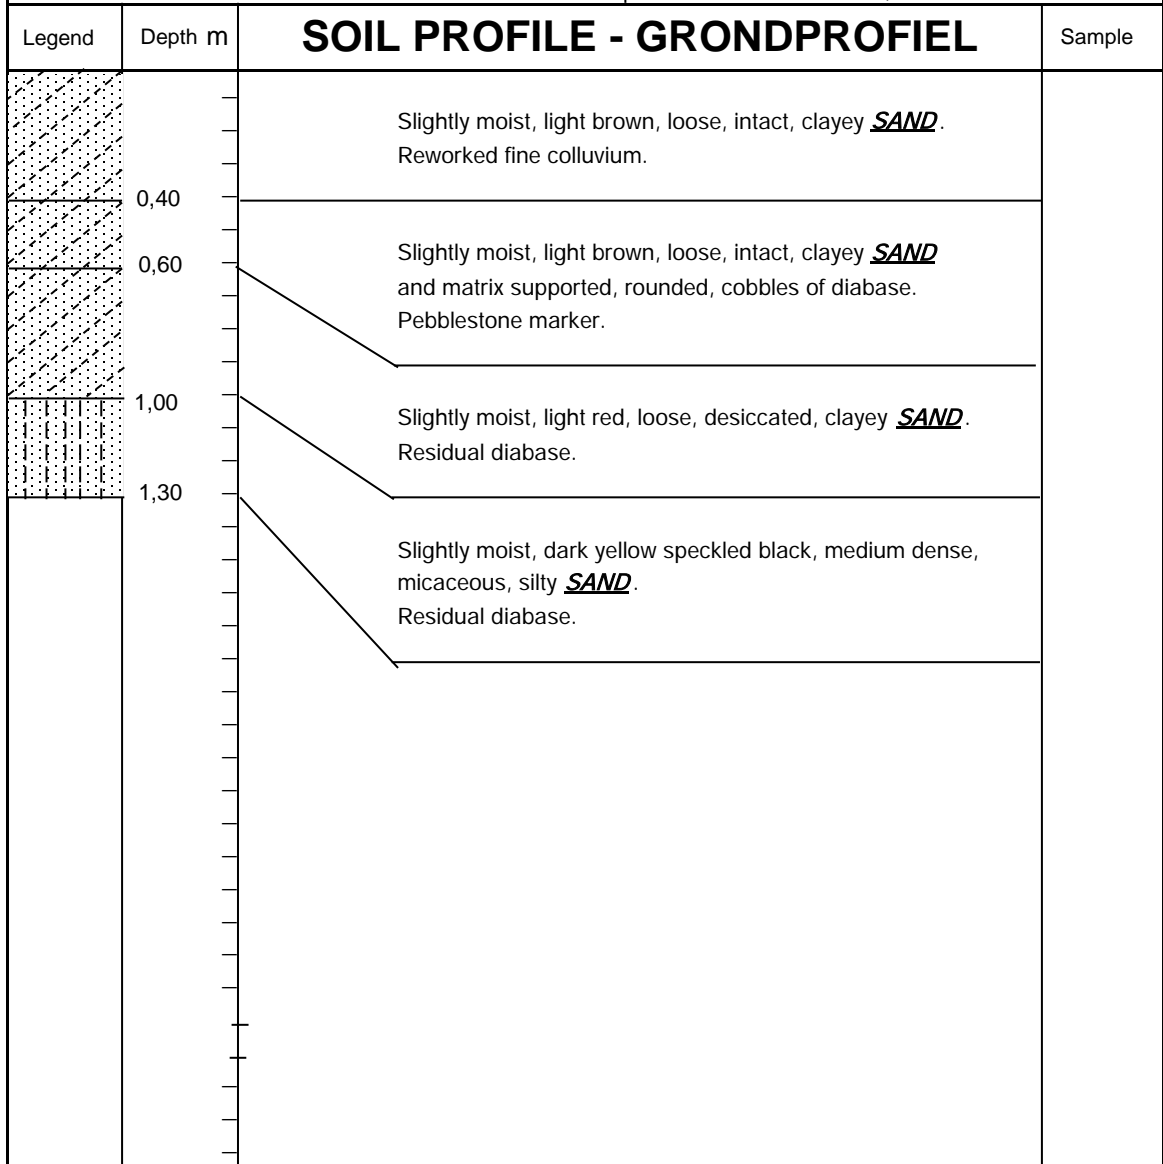 Legend Depth m SOIL PROFILE - GRONDPROFIEL Sample
Slightly moist, light brown, loose, intact, clayey SAND.
Reworked fine colluvium.
0,40
Slightly moist, light brown, loose, intact, clayey SAND
0,60
and matrix supported, rounded, cobbles of diabase.
Pebblestone marker.
1,00
Slightly moist, light red, loose, desiccated, clayey SAND.
Residual diabase.
1,30
Slightly moist, dark yellow speckled black, medium dense,
micaceous, silty SAND.
Residual diabase.